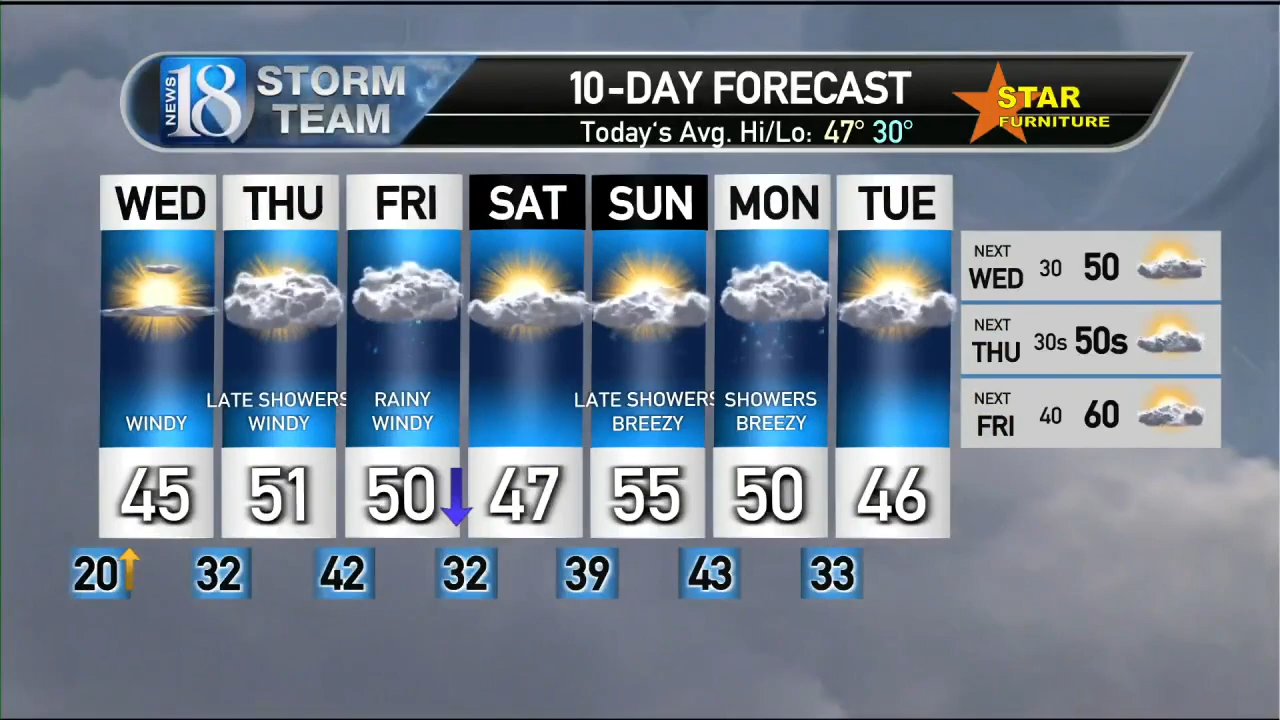 NEWS 18 STORM TEAM
10-DAY FORECAST
Today's Avg. Hi/Lo: 47° 30°
STAR
FURNITURE
WED THU FRI SAT SUN MON TUE
LATE SHOWERS RAINY LATE SHOWERS SHOWERS
WINDY WINDY WINDY BREEZY BREEZY
45 51 50 47 55 50 46
20 32 42 32 39 43 33
NEXT
WED 30 50
NEXT
THU 30s 50s
NEXT
FRI 40 60